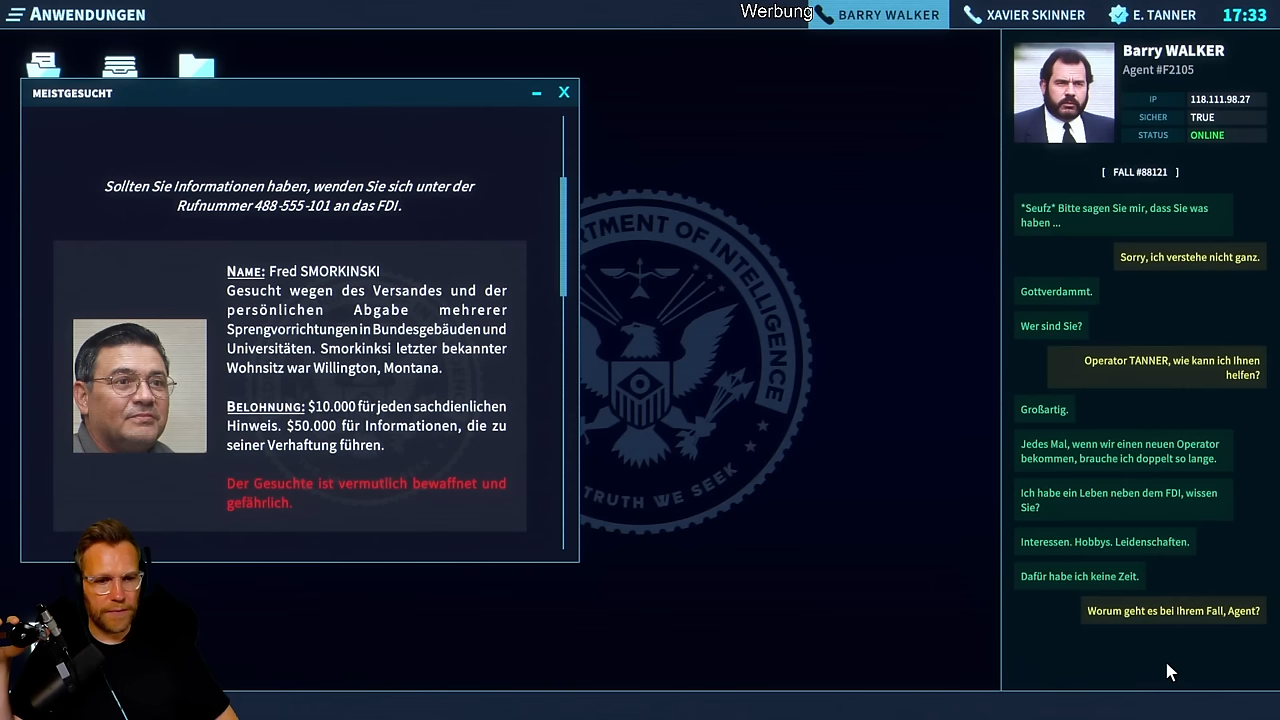 ANWENDUNGEN
Werbung
BARRY WALKER
XAVIER SKINNER
E. TANNER
17:33
MEISTGESUCHT
X
Sollten Sie Informationen haben, wenden Sie sich unter der
Rufnummer 488-555-101 an das FDI.
NAME: Fred SMORKINSKI
Gesucht wegen des Versandes und der
persönlichen Abgabe mehrerer
Sprengvorrichtungen in Bundesgebäuden und
Universitäten. Smorkinksi letzter bekannter
Wohnsitz war Willington, Montana.
BELOHNUNG: $10.000 für jeden sachdienlichen
Hinweis. $50.000 für Informationen, die zu
seiner Verhaftung führen.
Der Gesuchte ist vermutlich bewaffnet und
gefährlich.
TMENT OF INTELLIGENCE
TRUTH WE SEEK
Barry WALKER
Agent #F2105
IP 118.111.98.27
SICHER TRUE
STATUS ONLINE
[ FALL #88121 ]
*Seufz* Bitte sagen Sie mir, dass Sie was
haben ...
Sorry, ich verstehe nicht ganz.
Gottverdammt.
Wer sind Sie?
Operator TANNER, wie kann ich Ihnen
helfen?
Großartig.
Jedes Mal, wenn wir einen neuen Operator
bekommen, brauche ich doppelt so lange.
Ich habe ein Leben neben dem FDI, wissen
Sie?
Interessen. Hobbys. Leidenschaften.
Dafür habe ich keine Zeit.
Worum geht es bei Ihrem Fall, Agent?